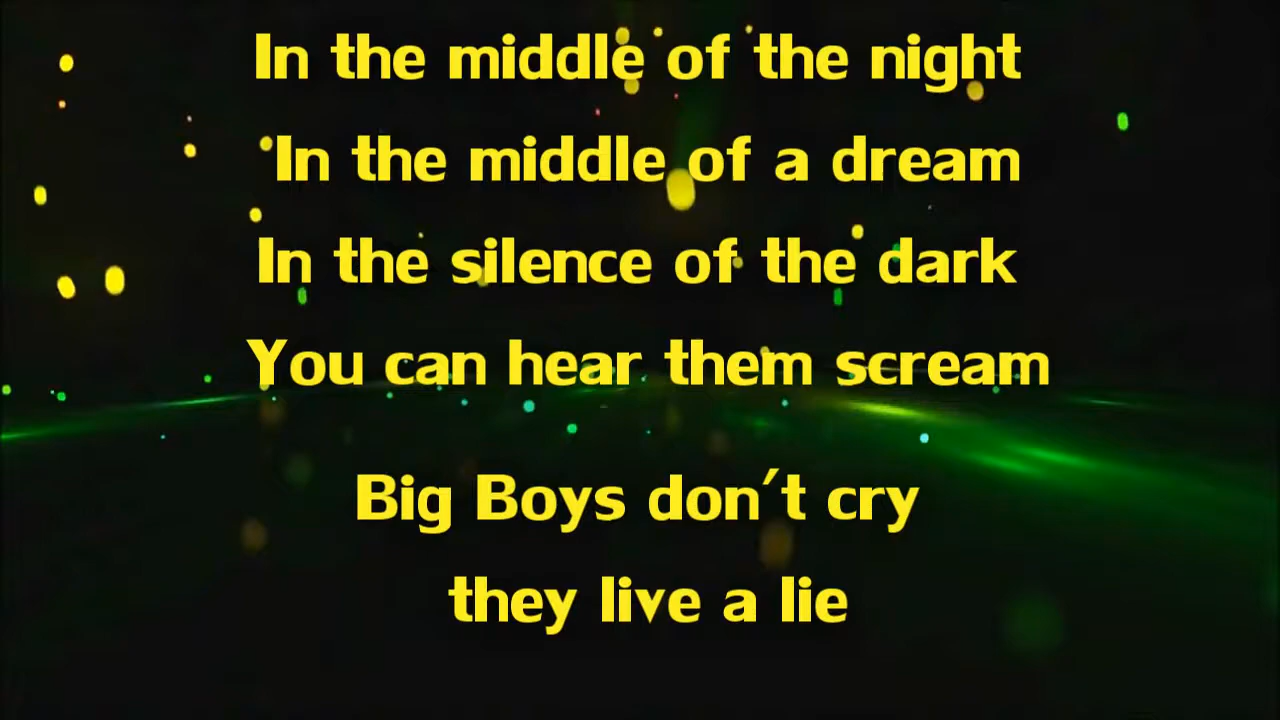 In the middle of the night
In the middle of a dream
In the silence of the dark
You can hear them scream
Big Boys don't cry
they live a lie